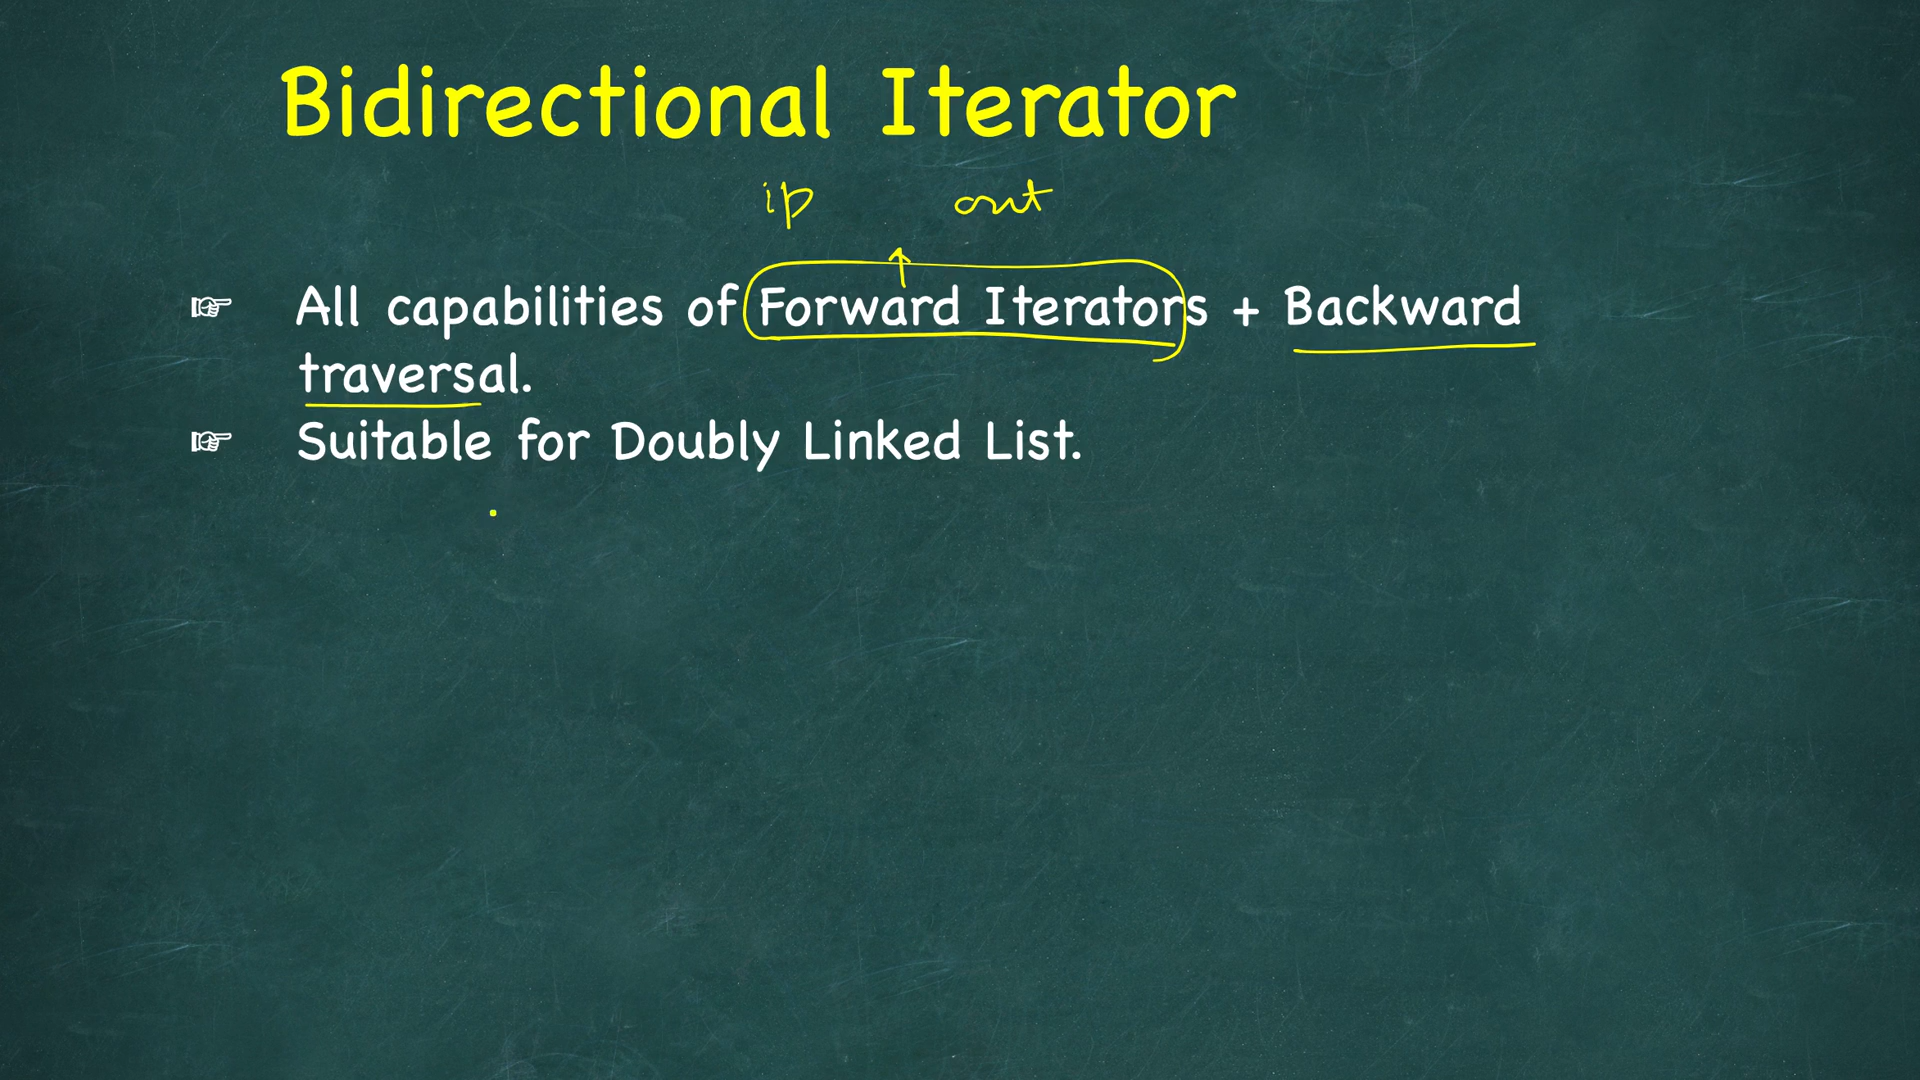 Bidirectional Iterator
ip out
All capabilities of Forward Iterators + Backward
traversal.
Suitable for Doubly Linked List.